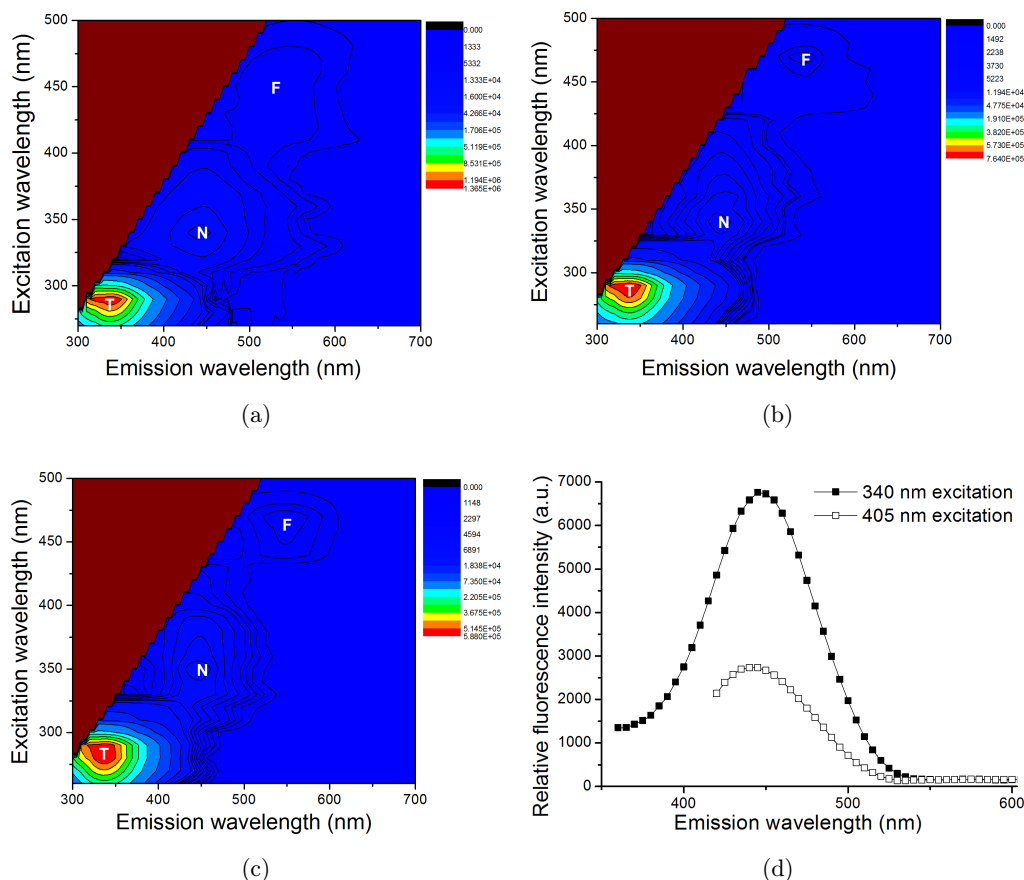 500
450
400
350
300
Excitation wavelength (nm)
F
N
T
300 400 500 600 700
Emission wavelength (nm)
0.000
1333
5332
1.333E+04
1.600E+04
4.266E+04
1.706E+05
5.119E+05
8.531E+05
1.194E+06
1.365E+06
(a)
500
450
400
350
300
Excitation wavelength (nm)
F
N
T
300 400 500 600 700
Emission wavelength (nm)
0.000
1492
2238
3730
5223
1.194E+04
4.775E+04
1.910E+05
3.820E+05
5.730E+05
7.640E+05
(b)
500
450
400
350
300
Excitation wavelength (nm)
F
N
T
300 400 500 600 700
Emission wavelength (nm)
0.000
1148
2297
4594
6891
1.838E+04
7.350E+04
2.205E+05
3.675E+05
5.145E+05
5.880E+05
(c)
7000
6000
5000
4000
3000
2000
1000
0
Relative fluorescence intensity (a.u.)
340 nm excitation
405 nm excitation
400 500 600
Emission wavelength (nm)
(d)